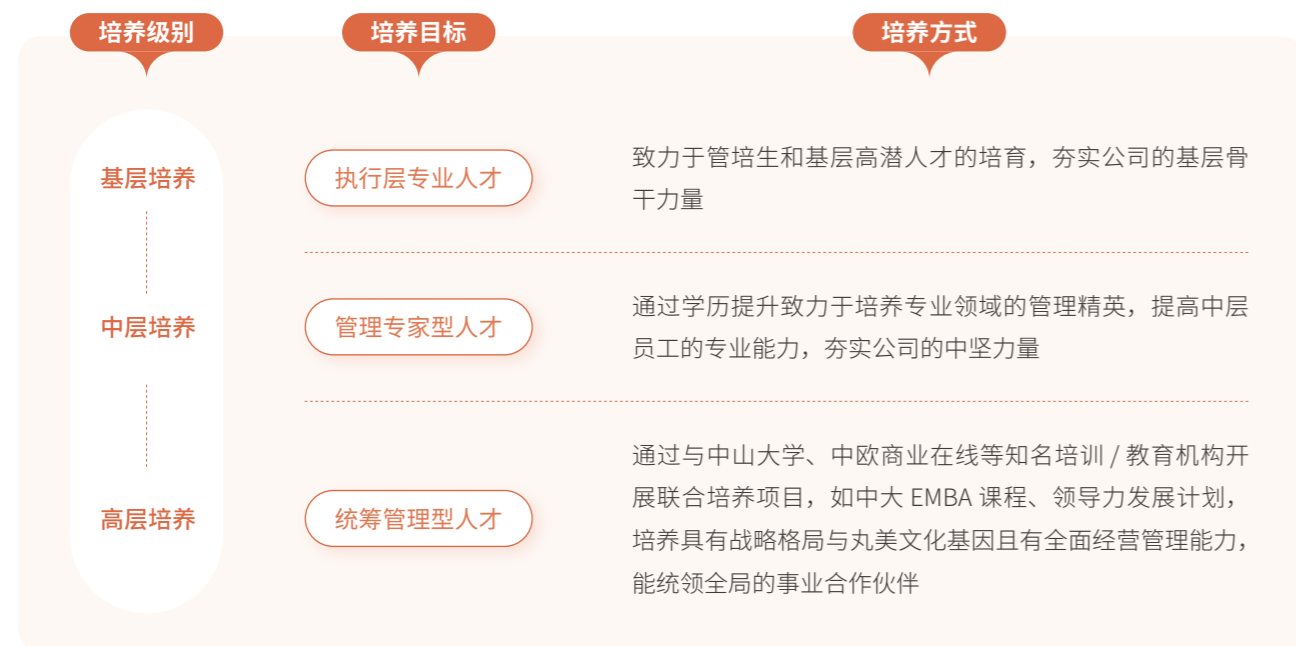 培养级别
培养目标
培养方式
基层培养
执行层专业人才
致力于管培生和基层高潜人才的培育，夯实公司的基层骨
干力量
中层培养
管理专家型人才
通过学历提升致力于培养专业领域的管理精英，提高中层
员工的专业能力，夯实公司的中坚力量
高层培养
统筹管理型人才
通过与中山大学、中欧商业在线等知名培训 / 教育机构开
展联合培养项目，如中大 EMBA 课程、领导力发展计划，
培养具有战略格局与丸美文化基因且有全面经营管理能力，
能统领全局的事业合作伙伴